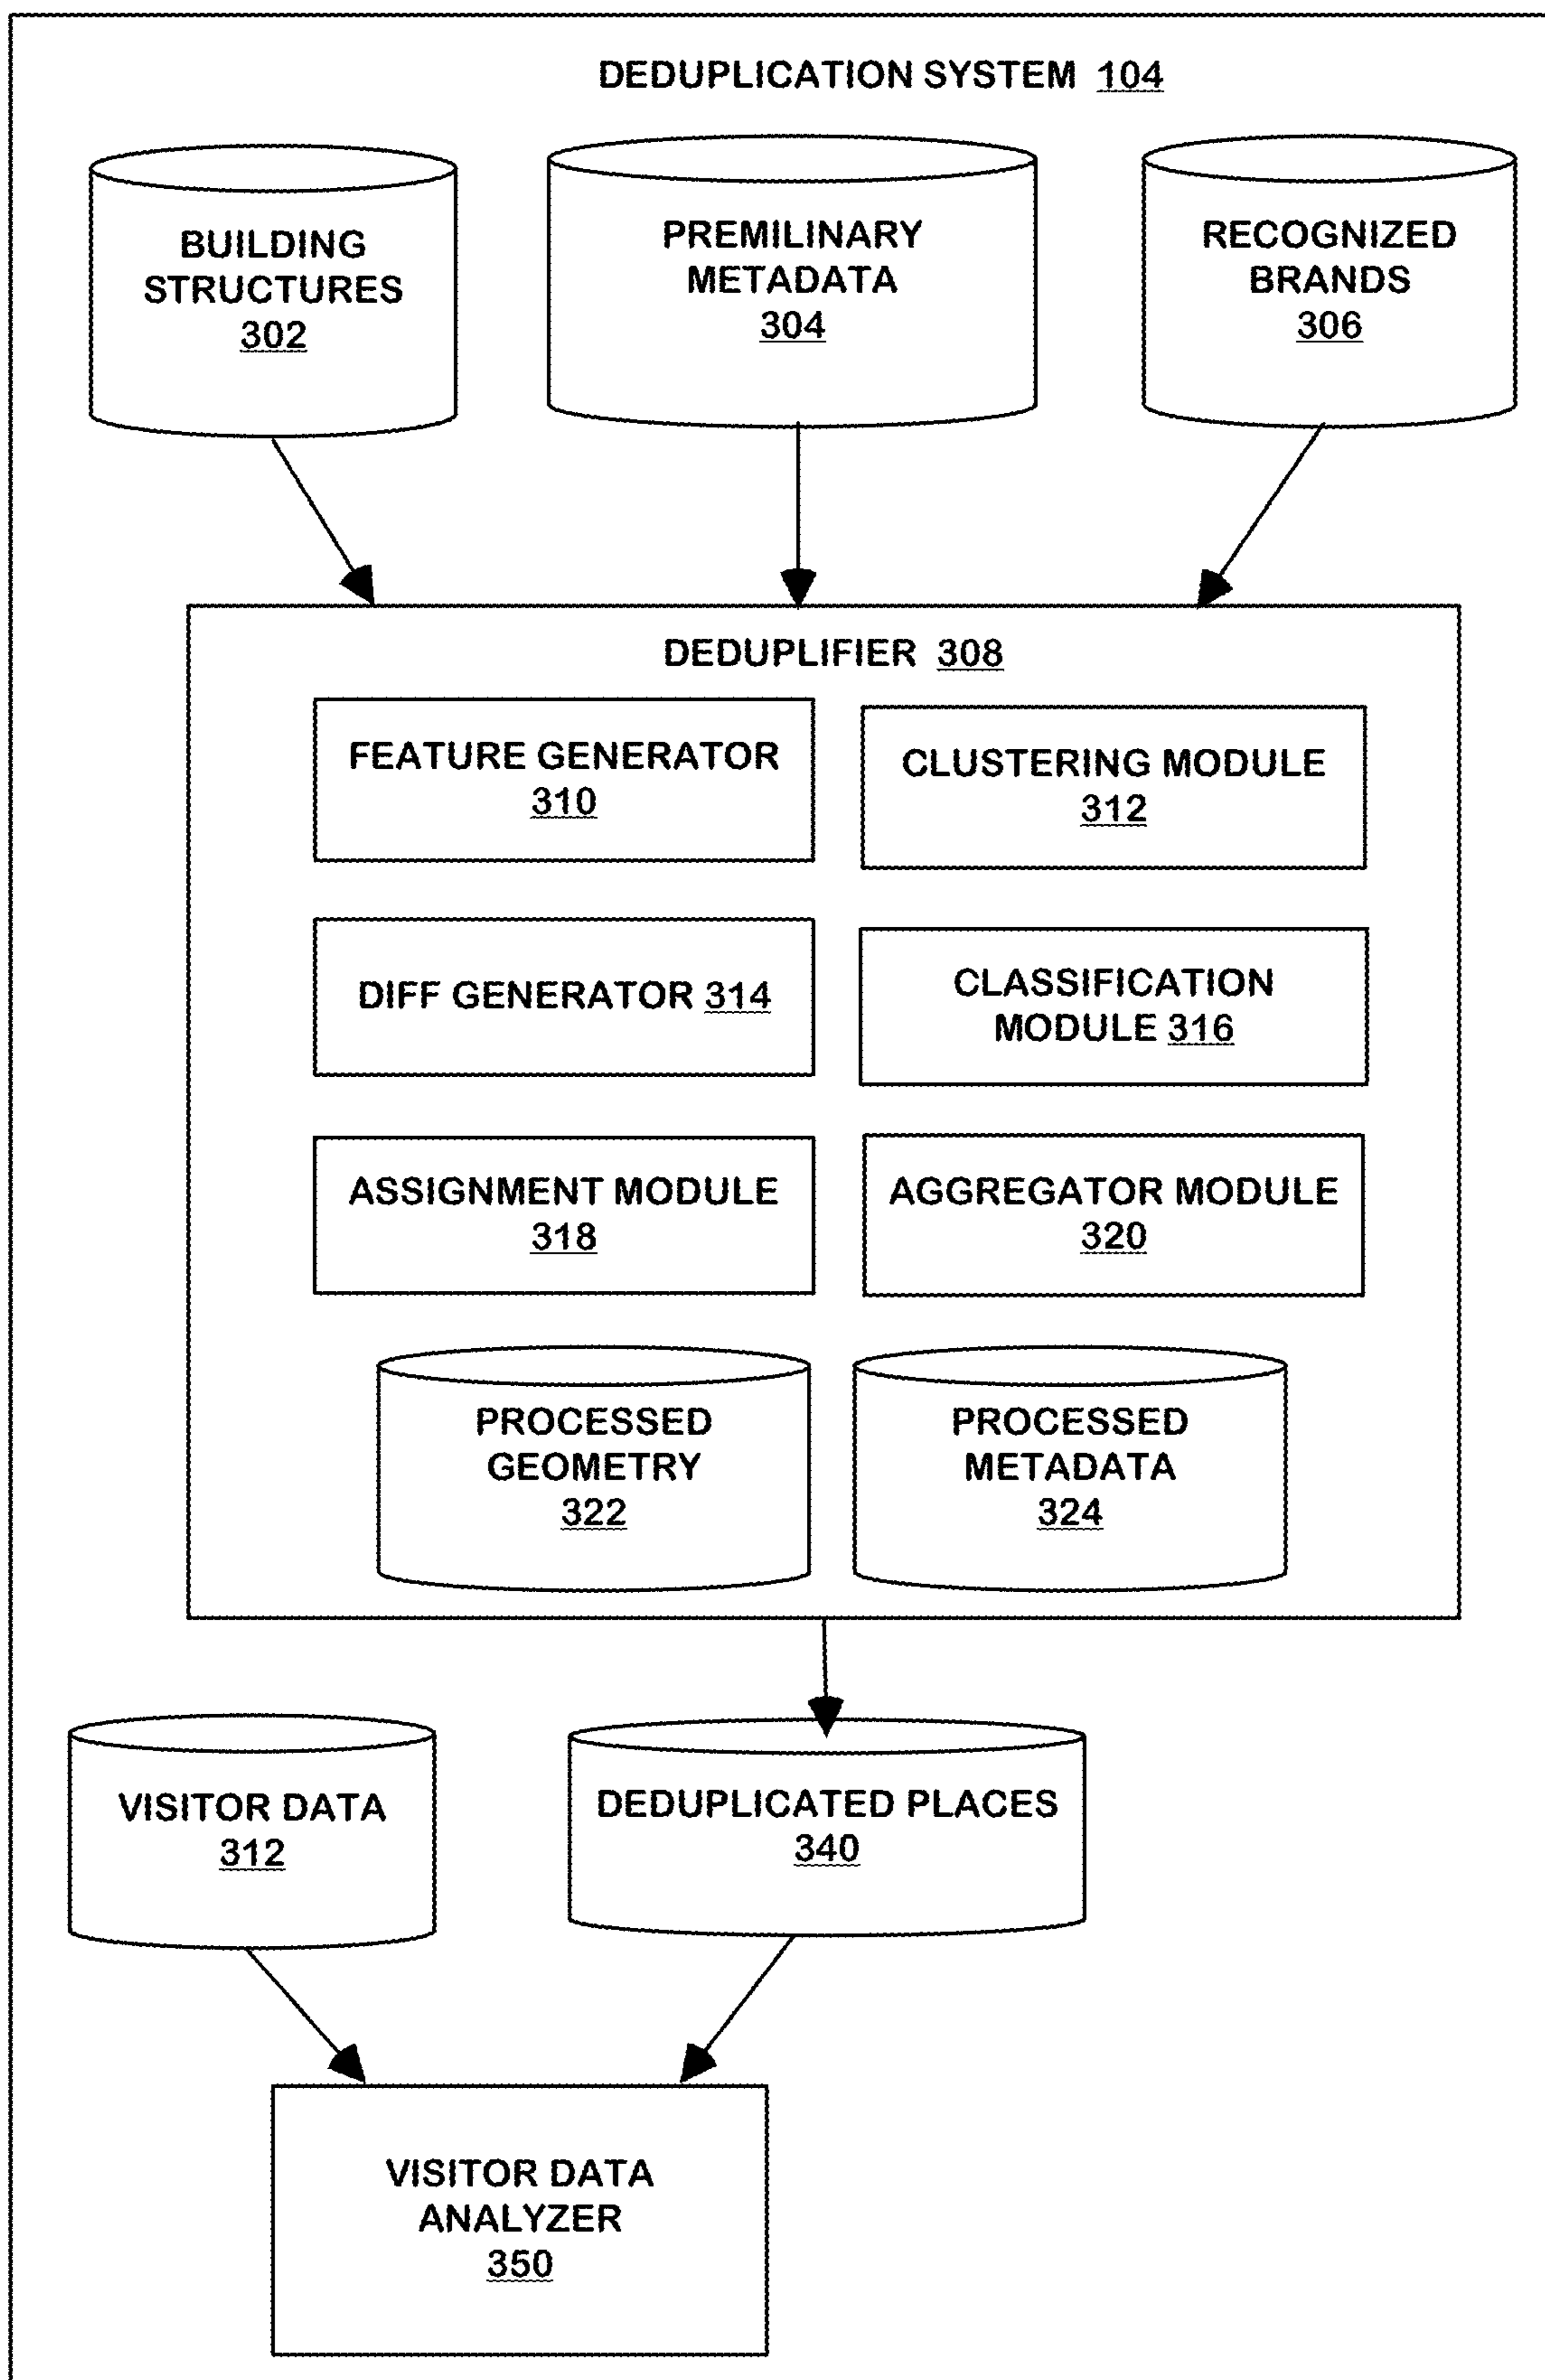 DEDUPLICATION SYSTEM 104
BUILDING
STRUCTURES
302
PREMILINARY
METADATA
304
RECOGNIZED
BRANDS
306
DEDUPLIFIER 308
FEATURE GENERATOR
310
CLUSTERING MODULE
312
DIFF GENERATOR 314
CLASSIFICATION
MODULE 316
ASSIGNMENT MODULE
318
AGGREGATOR MODULE
320
PROCESSED
GEOMETRY
322
PROCESSED
METADATA
324
VISITOR DATA
312
DEDUPLICATED PLACES
340
VISITOR DATA
ANALYZER
350